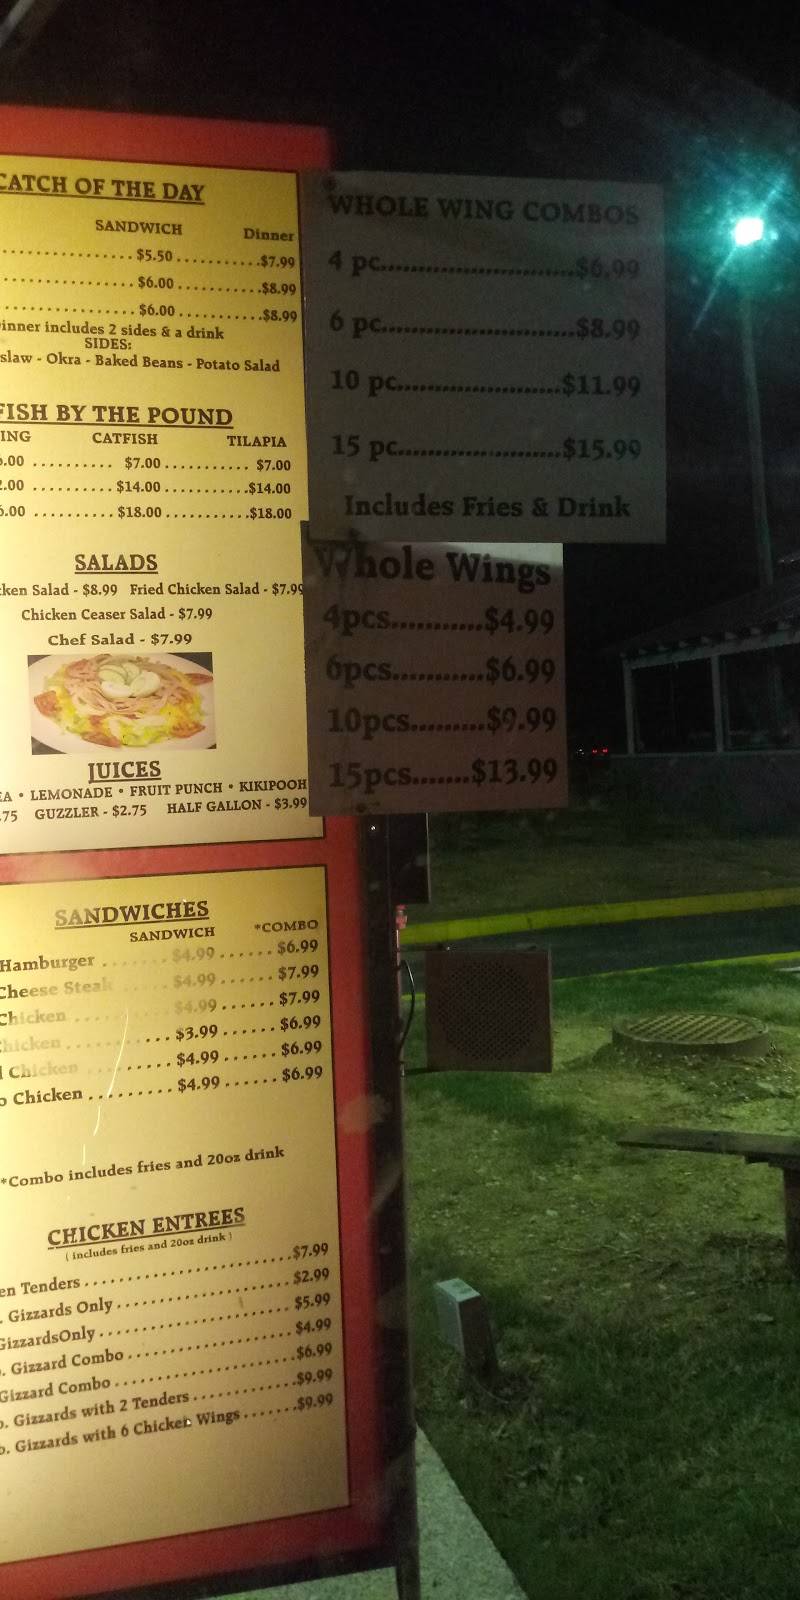 CATCH OF THE DAY
SANDWICH Dinner
$5.50 $7.99
$6.00 $8.99
$6.00 $8.99
inner includes 2 sides & a drink
SIDES:
slaw - Okra - Baked Beans - Potato Salad
FISH BY THE POUND
ING CATFISH TILAPIA
.00 .......... $7.00 ........... $7.00
.00 .......... $14.00 ........... $14.00
.00 .......... $18.00 ........... $18.00
SALADS
ken Salad - $8.99 Fried Chicken Salad - $7.99
Chicken Ceaser Salad - $7.99
Chef Salad - $7.99
JUICES
EA • LEMONADE • FRUIT PUNCH • KIKIPOOH
.75 GUZZLER - $2.75 HALF GALLON - $3.99
WHOLE WING COMBOS
4 pc........................$6.99
6 pc........................$8.99
10 pc.....................$11.99
15 pc.....................$15.99
Includes Fries & Drink
Whole Wings
4pcs...........$4.99
6pcs...........$6.99
10pcs.........$9.99
15pcs.......$13.99
SANDWICHES
SANDWICH *COMBO
Hamburger ....... $4.99 ...... $6.99
Cheese Steak $4.99 ...... $7.99
Chicken .......... $4.99 ...... $7.99
Chicken .......... $3.99 ...... $6.99
Chicken .......... $4.99 ...... $6.99
o Chicken ......... $4.99 ...... $6.99
*Combo includes fries and 20oz drink
CHICKEN ENTREES
( includes fries and 20oz drink )
en Tenders ........................ $7.99
. Gizzards Only ........................ $2.99
GizzardsOnly ........................ $5.99
. Gizzard Combo ........................ $4.99
Gizzard Combo ........................ $6.99
o. Gizzards with 2 Tenders ............ $9.99
o. Gizzards with 6 Chicken Wings .......$9.99